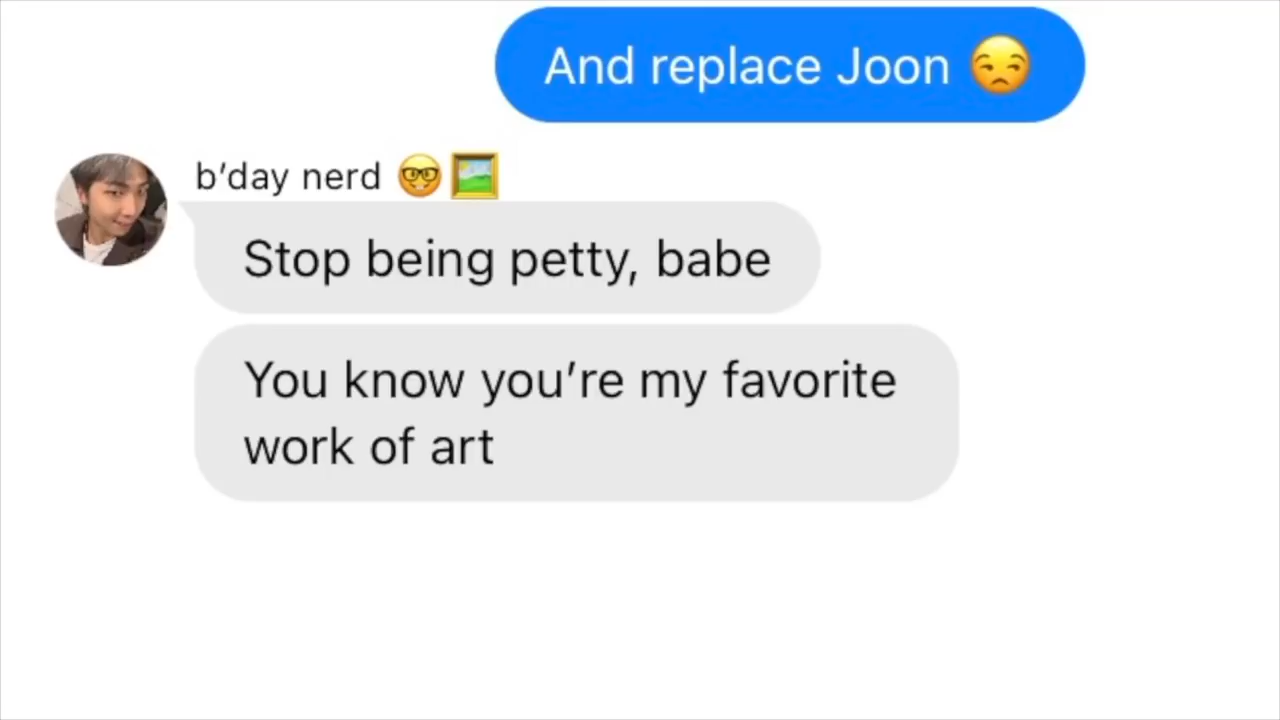 And replace Joon 😒
b’day nerd 🤓🖼️
Stop being petty, babe
You know you’re my favorite
work of art